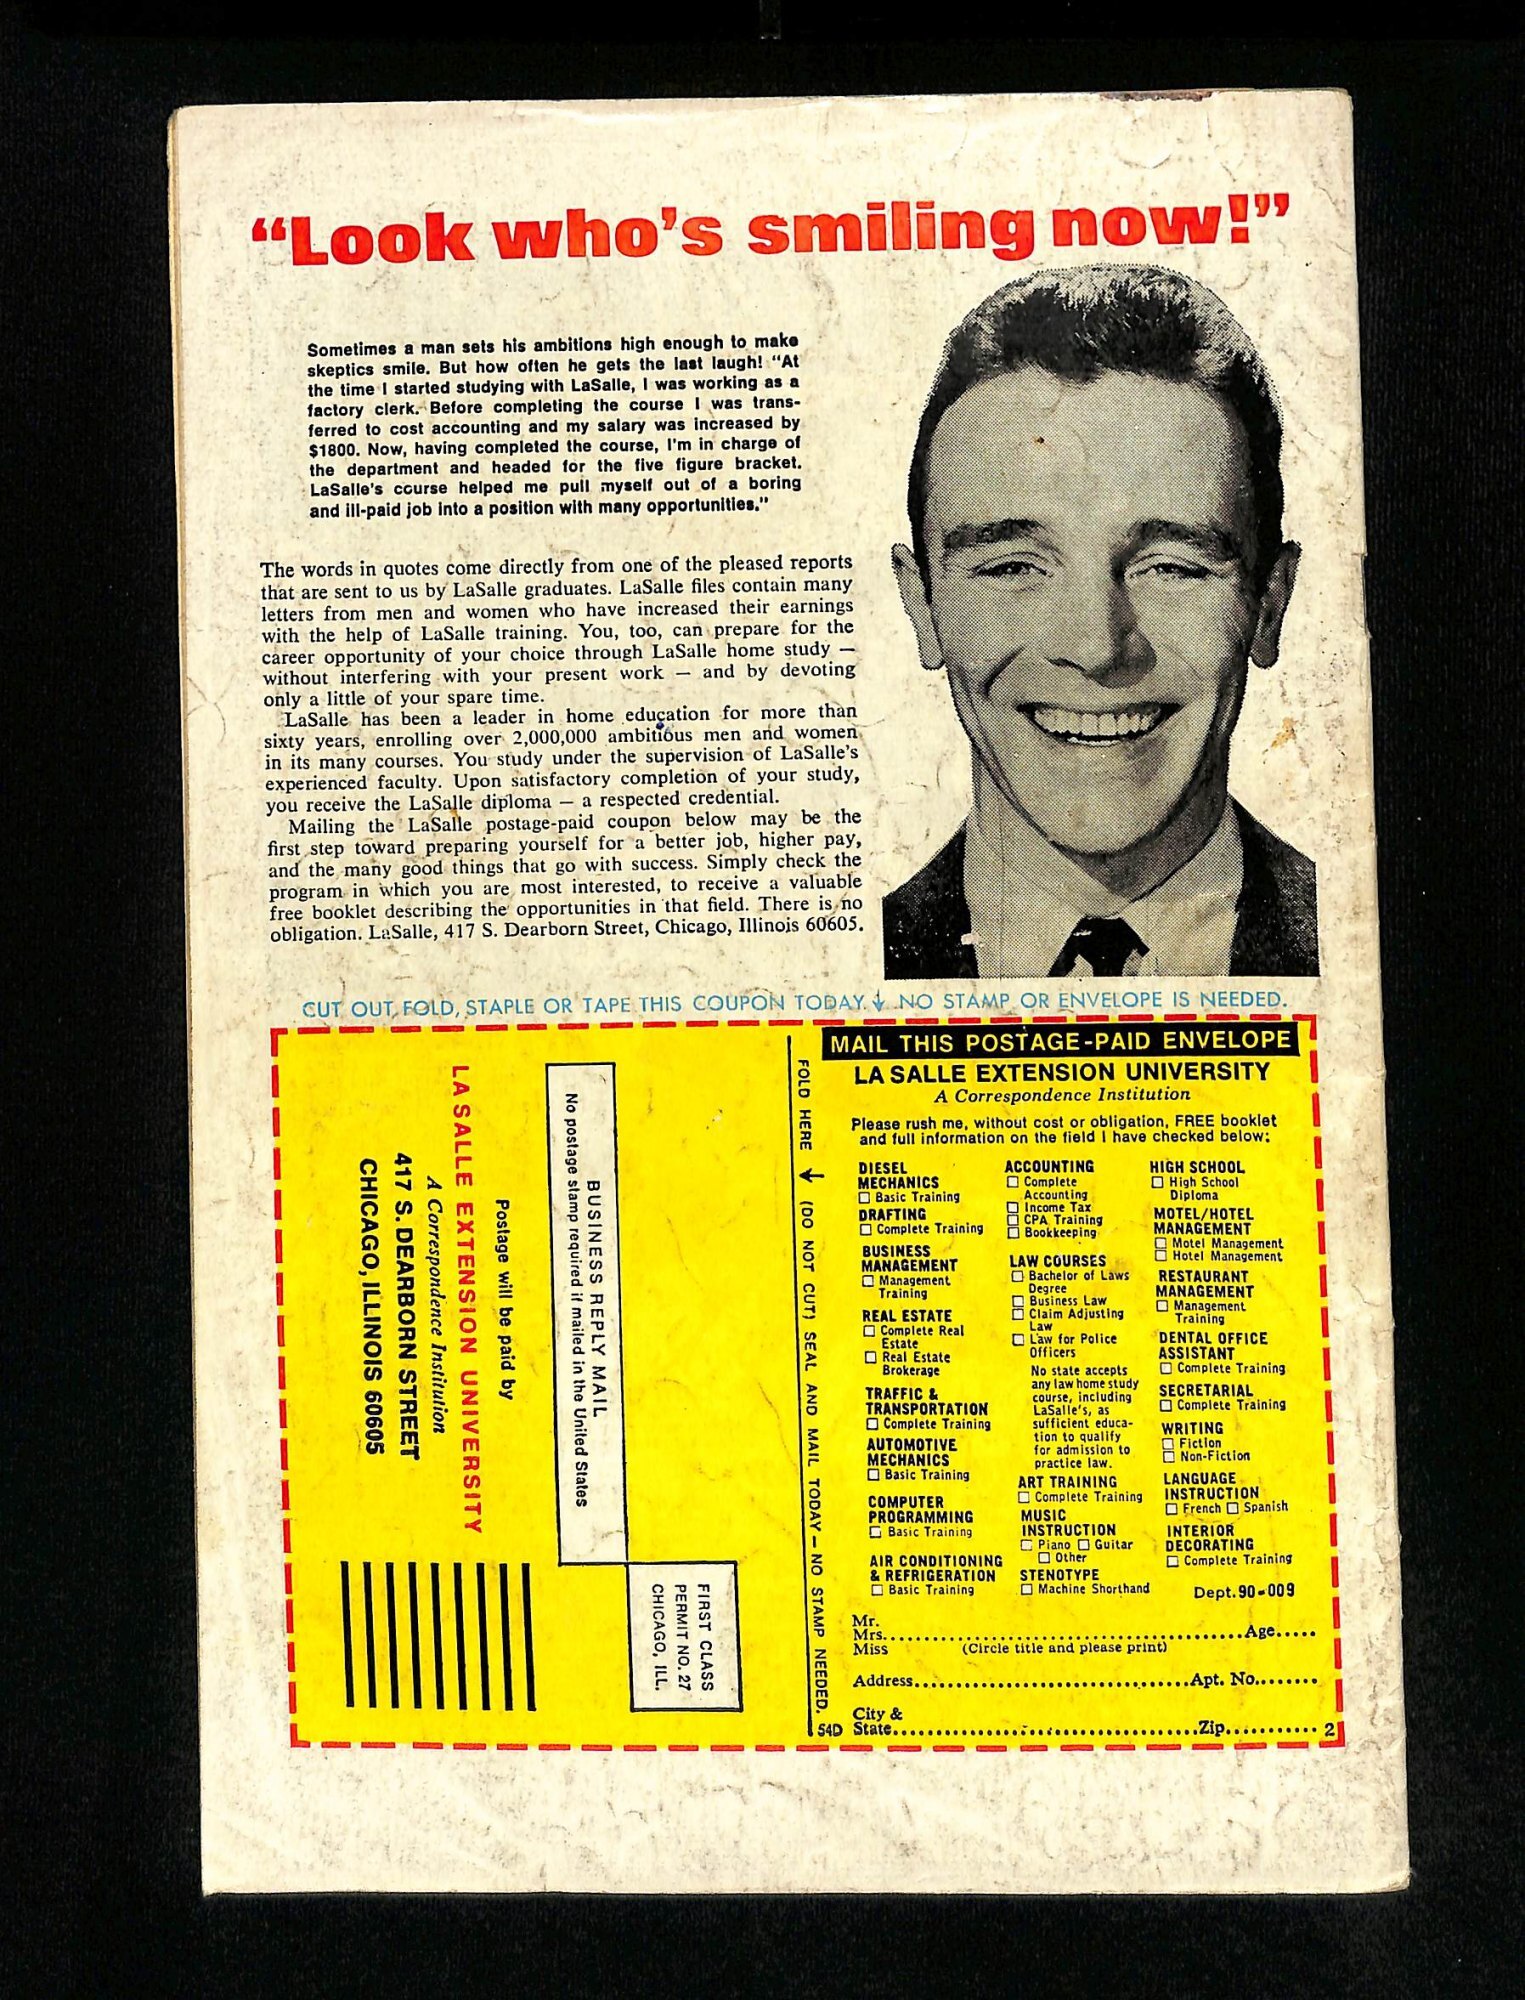 “Look who’s smiling now!”
Sometimes a man sets his ambitions high enough to make
skeptics smile. But how often he gets the last laugh! “At
the time I started studying with LaSalle, I was working as a
factory clerk. Before completing the course I was trans-
ferred to cost accounting and my salary was increased by
$1800. Now, having completed the course, I'm in charge of
the department and headed for the five figure bracket.
LaSalle's course helped me pull myself out of a boring
and ill-paid job into a position with many opportunities.”
The words in quotes come directly from one of the pleased reports
that are sent to us by LaSalle graduates. LaSalle files contain many
letters from men and women who have increased their earnings
with the help of LaSalle training. You, too, can prepare for the
career opportunity of your choice through LaSalle home study —
without interfering with your present work — and by devoting
only a little of your spare time.
LaSalle has been a leader in home education for more than
sixty years, enrolling over 2,000,000 ambitious men and women
in its many courses. You study under the supervision of LaSalle's
experienced faculty. Upon satisfactory completion of your study,
you receive the LaSalle diploma — a respected credential.
Mailing the LaSalle postage-paid coupon below may be the
first step toward preparing yourself for a better job, higher pay,
and the many good things that go with success. Simply check the
program in which you are most interested, to receive a valuable
free booklet describing the opportunities in that field. There is no
obligation. LaSalle, 417 S. Dearborn Street, Chicago, Illinois 60605.
CUT OUT, FOLD, STAPLE OR TAPE THIS COUPON TODAY. ↓ NO STAMP OR ENVELOPE IS NEEDED.
FIRST CLASS
PERMIT NO. 27
CHICAGO, ILL.
BUSINESS REPLY MAIL
No postage stamp required if mailed in the United States
Postage will be paid by
LA SALLE EXTENSION UNIVERSITY
A Correspondence Institution
417 S. DEARBORN STREET
CHICAGO, ILLINOIS 60605
FOLD HERE ↓ (DO NOT CUT) SEAL AND MAIL TODAY — NO STAMP NEEDED.
MAIL THIS POSTAGE-PAID ENVELOPE
LA SALLE EXTENSION UNIVERSITY
A Correspondence Institution
Please rush me, without cost or obligation, FREE booklet
and full information on the field I have checked below:
DIESEL
MECHANICS
☐ Basic Training
DRAFTING
☐ Complete Training
BUSINESS
MANAGEMENT
☐ Management
Training
REAL ESTATE
☐ Complete Real
Estate
☐ Real Estate
Brokerage
TRAFFIC &
TRANSPORTATION
☐ Complete Training
AUTOMOTIVE
MECHANICS
☐ Basic Training
COMPUTER
PROGRAMMING
☐ Basic Training
AIR CONDITIONING
& REFRIGERATION
☐ Basic Training
ACCOUNTING
☐ Complete
Accounting
☐ Income Tax
☐ CPA Training
☐ Bookkeeping
LAW COURSES
☐ Bachelor of Laws
Degree
☐ Business Law
☐ Claim Adjusting
Law
☐ Law for Police
Officers
No state accepts
any law home study
course, including
LaSalle's, as
sufficient educa-
tion to qualify
for admission to
practice law.
ART TRAINING
☐ Complete Training
MUSIC
INSTRUCTION
☐ Piano ☐ Guitar
☐ Other
STENOTYPE
☐ Machine Shorthand
HIGH SCHOOL
☐ High School
Diploma
MOTEL/HOTEL
MANAGEMENT
☐ Motel Management
☐ Hotel Management
RESTAURANT
MANAGEMENT
☐ Management
Training
DENTAL OFFICE
ASSISTANT
☐ Complete Training
SECRETARIAL
☐ Complete Training
WRITING
☐ Fiction
☐ Non-Fiction
LANGUAGE
INSTRUCTION
☐ French ☐ Spanish
INTERIOR
DECORATING
☐ Complete Training
Dept. 90-009
Mr.
Mrs. ........................................ Age.....
Miss (Circle title and please print)
Address................................ Apt. No........
City &
54D State.................................... Zip........... 2